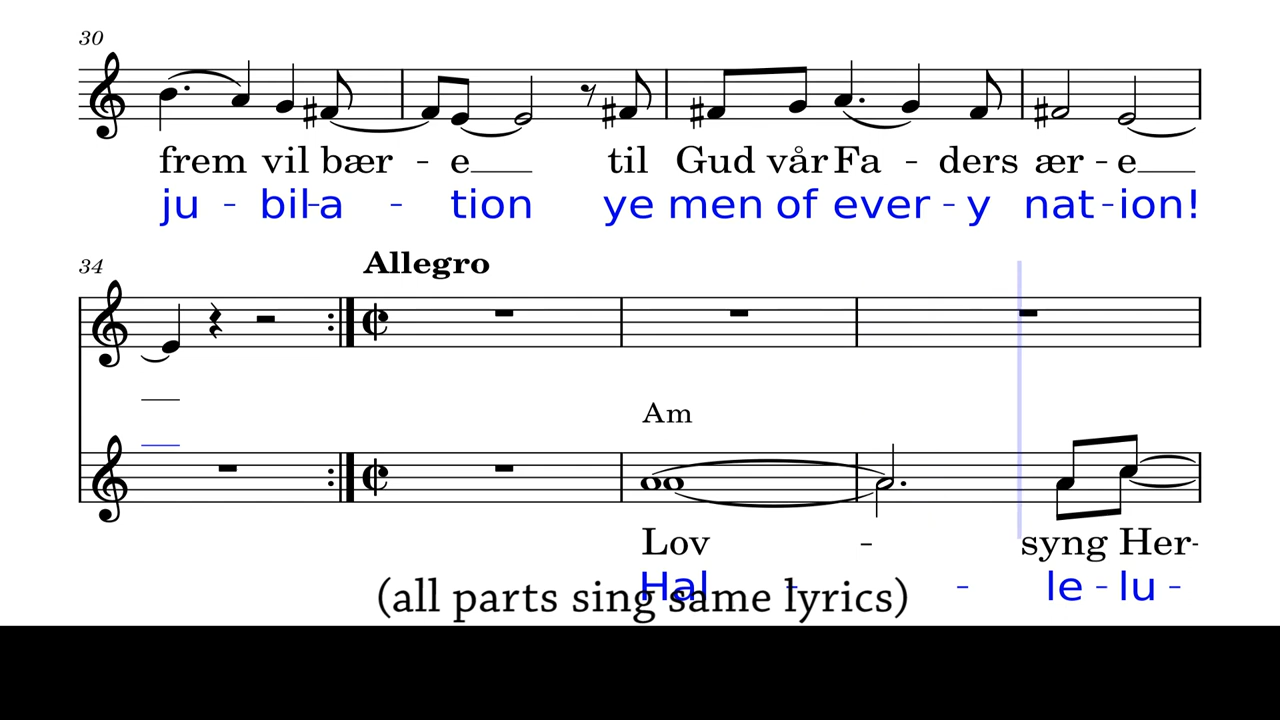 30
frem vil bær - e til Gud vår Fa - ders ær - e
ju - bil-a - tion ye men of ever - y nat-ion!
34 Allegro
Am
Lov - syng Her-
Hal - - le - lu -
(all parts sing same lyrics)